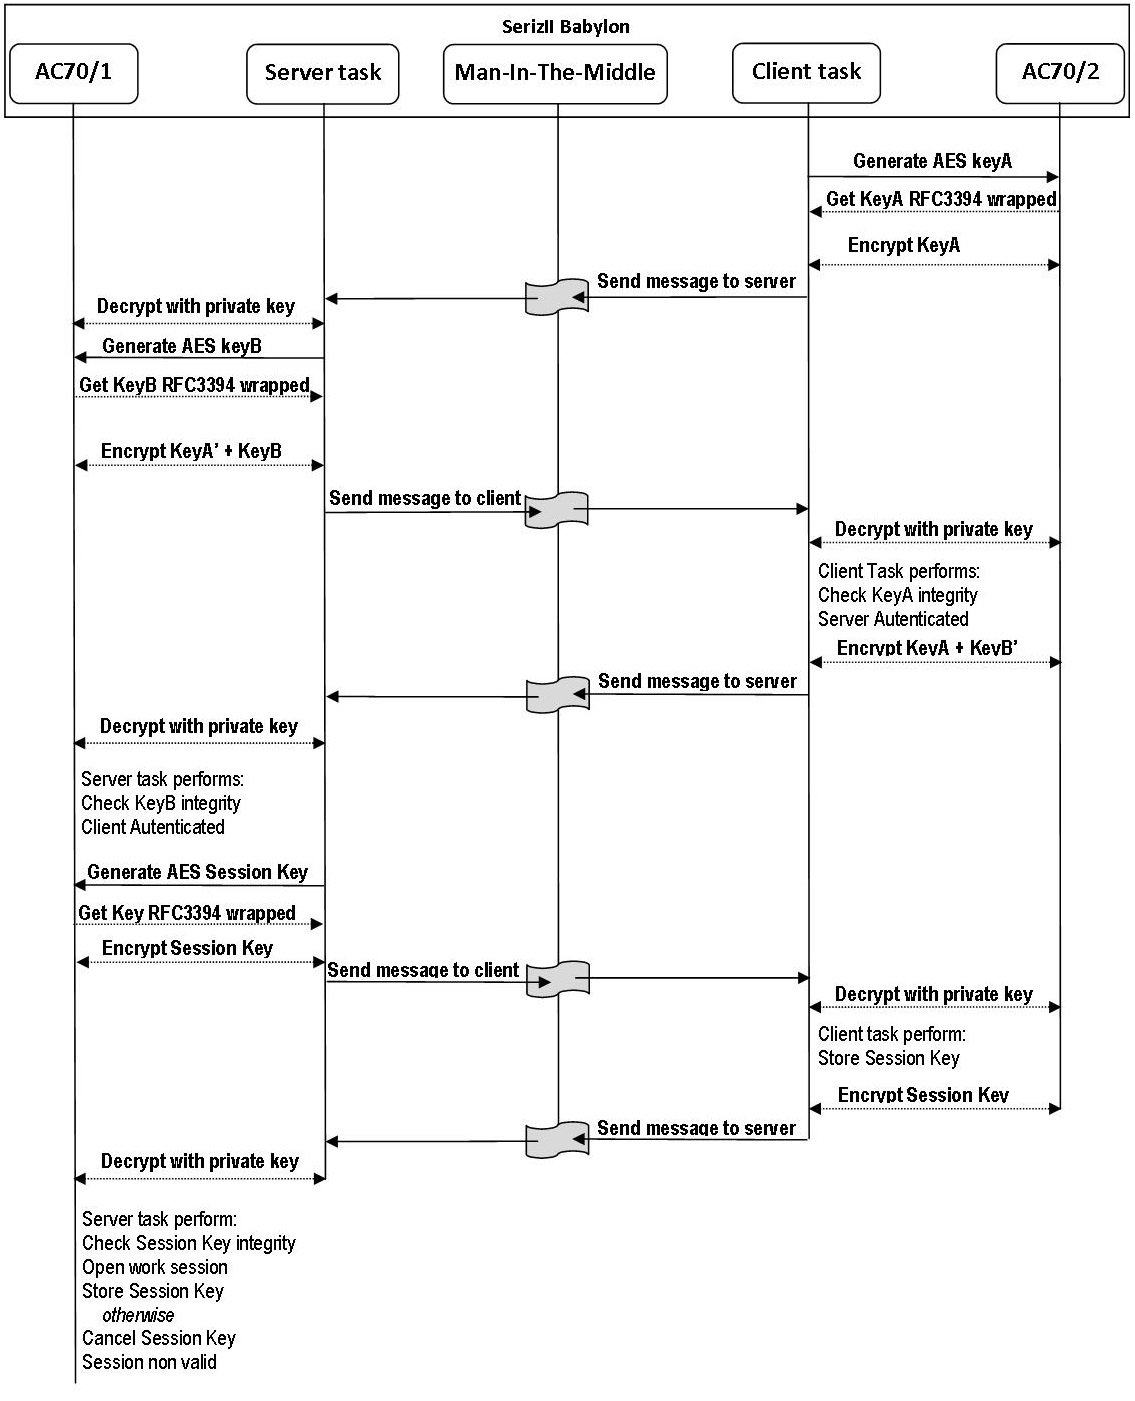 SerizII Babylon
AC70/1
Server task
Man-In-The-Middle
Client task
AC70/2
Generate AES keyA
Get KeyA RFC3394 wrapped
Encrypt KeyA
Send message to server
Decrypt with private key
Generate AES keyB
Get KeyB RFC3394 wrapped
Encrypt KeyA’ + KeyB
Send message to client
Decrypt with private key
Client Task performs:
Check KeyA integrity
Server Autenticated
Encrypt KeyA + KeyB’
Send message to server
Decrypt with private key
Server task performs:
Check KeyB integrity
Client Autenticated
Generate AES Session Key
Get Key RFC3394 wrapped
Encrypt Session Key
Send message to client
Decrypt with private key
Client task perform:
Store Session Key
Encrypt Session Key
Send message to server
Decrypt with private key
Server task perform:
Check Session Key integrity
Open work session
Store Session Key
otherwise
Cancel Session Key
Session non valid